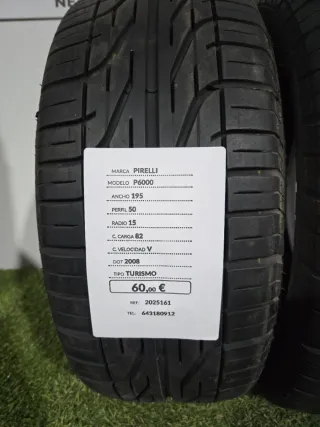 NE
MARCA PIRELLI
MODELO P6000
ANCHO 195
PERFIL 50
RADIO 15
C. CARGA 82
C. VELOCIDAD V
DOT 2008
TIPO TURISMO
60,00 €
REF: 2025161
TEL: 643180912